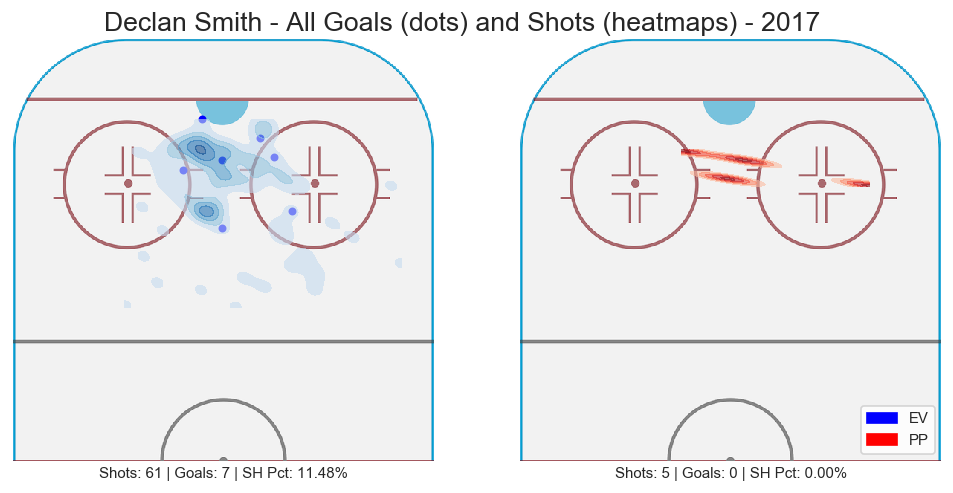 Declan Smith - All Goals (dots) and Shots (heatmaps) - 2017
EV
PP
Shots: 61 | Goals: 7 | SH Pct: 11.48%
Shots: 5 | Goals: 0 | SH Pct: 0.00%